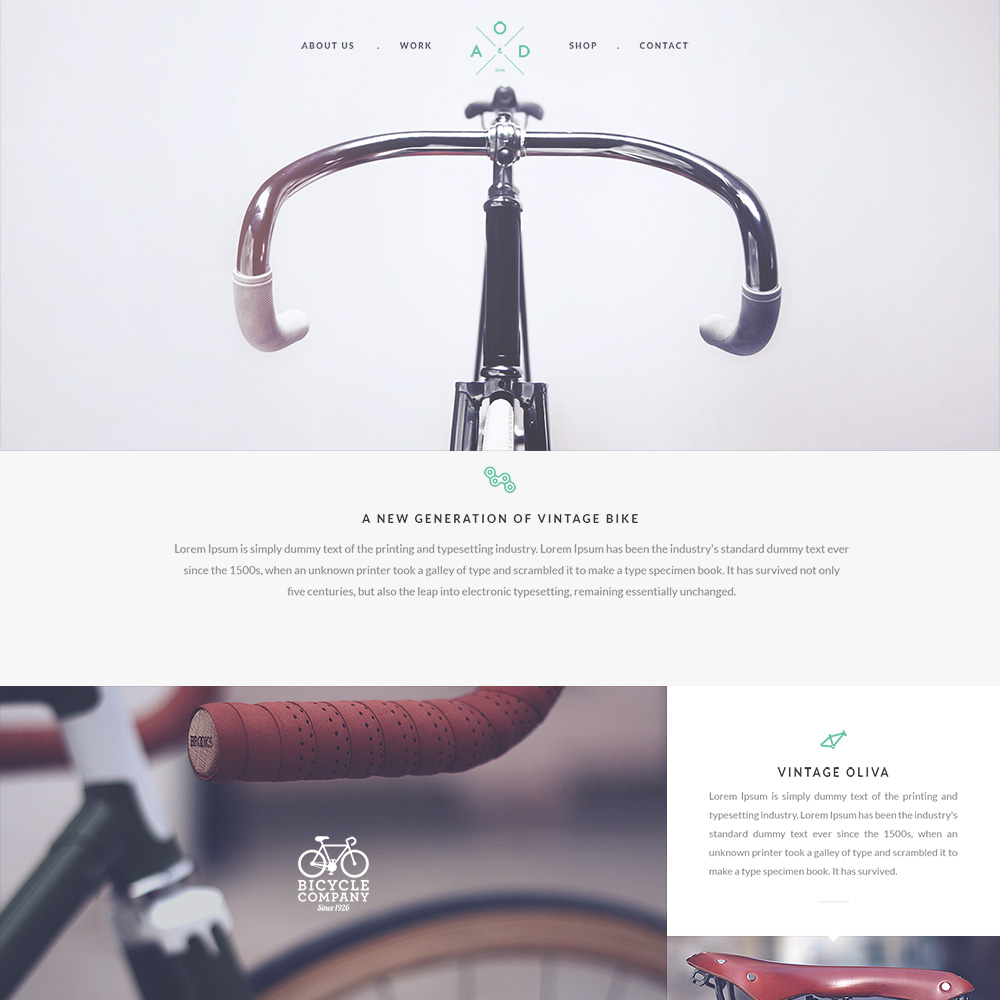 ABOUT US . WORK
O
A & D
SHOP . CONTACT
A NEW GENERATION OF VINTAGE BIKE
Lorem Ipsum is simply dummy text of the printing and typesetting industry. Lorem Ipsum has been the industry's standard dummy text ever
since the 1500s, when an unknown printer took a galley of type and scrambled it to make a type specimen book. It has survived not only
five centuries, but also the leap into electronic typesetting, remaining essentially unchanged.
BROOKS
BICYCLE
COMPANY
Since 1926
VINTAGE OLIVA
Lorem Ipsum is simply dummy text of the printing and
typesetting industry. Lorem Ipsum has been the industry's
standard dummy text ever since the 1500s, when an
unknown printer took a galley of type and scrambled it to
make a type specimen book. It has survived.